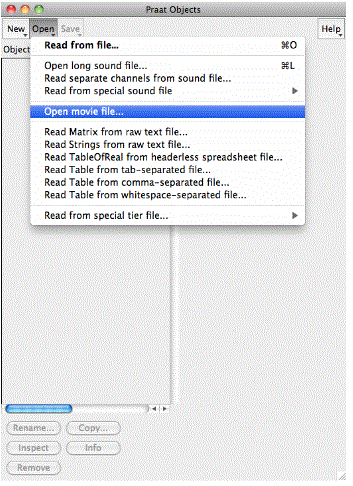 Praat Objects
New Open Save Help
Object
Read from file... ⌘O
Open long sound file... ⌘L
Read separate channels from sound file...
Read from special sound file
Open movie file...
Read Matrix from raw text file...
Read Strings from raw text file...
Read TableOfReal from headerless spreadsheet file...
Read Table from tab-separated file...
Read Table from comma-separated file...
Read Table from whitespace-separated file...
Read from special tier file...
Rename... Copy...
Inspect Info
Remove